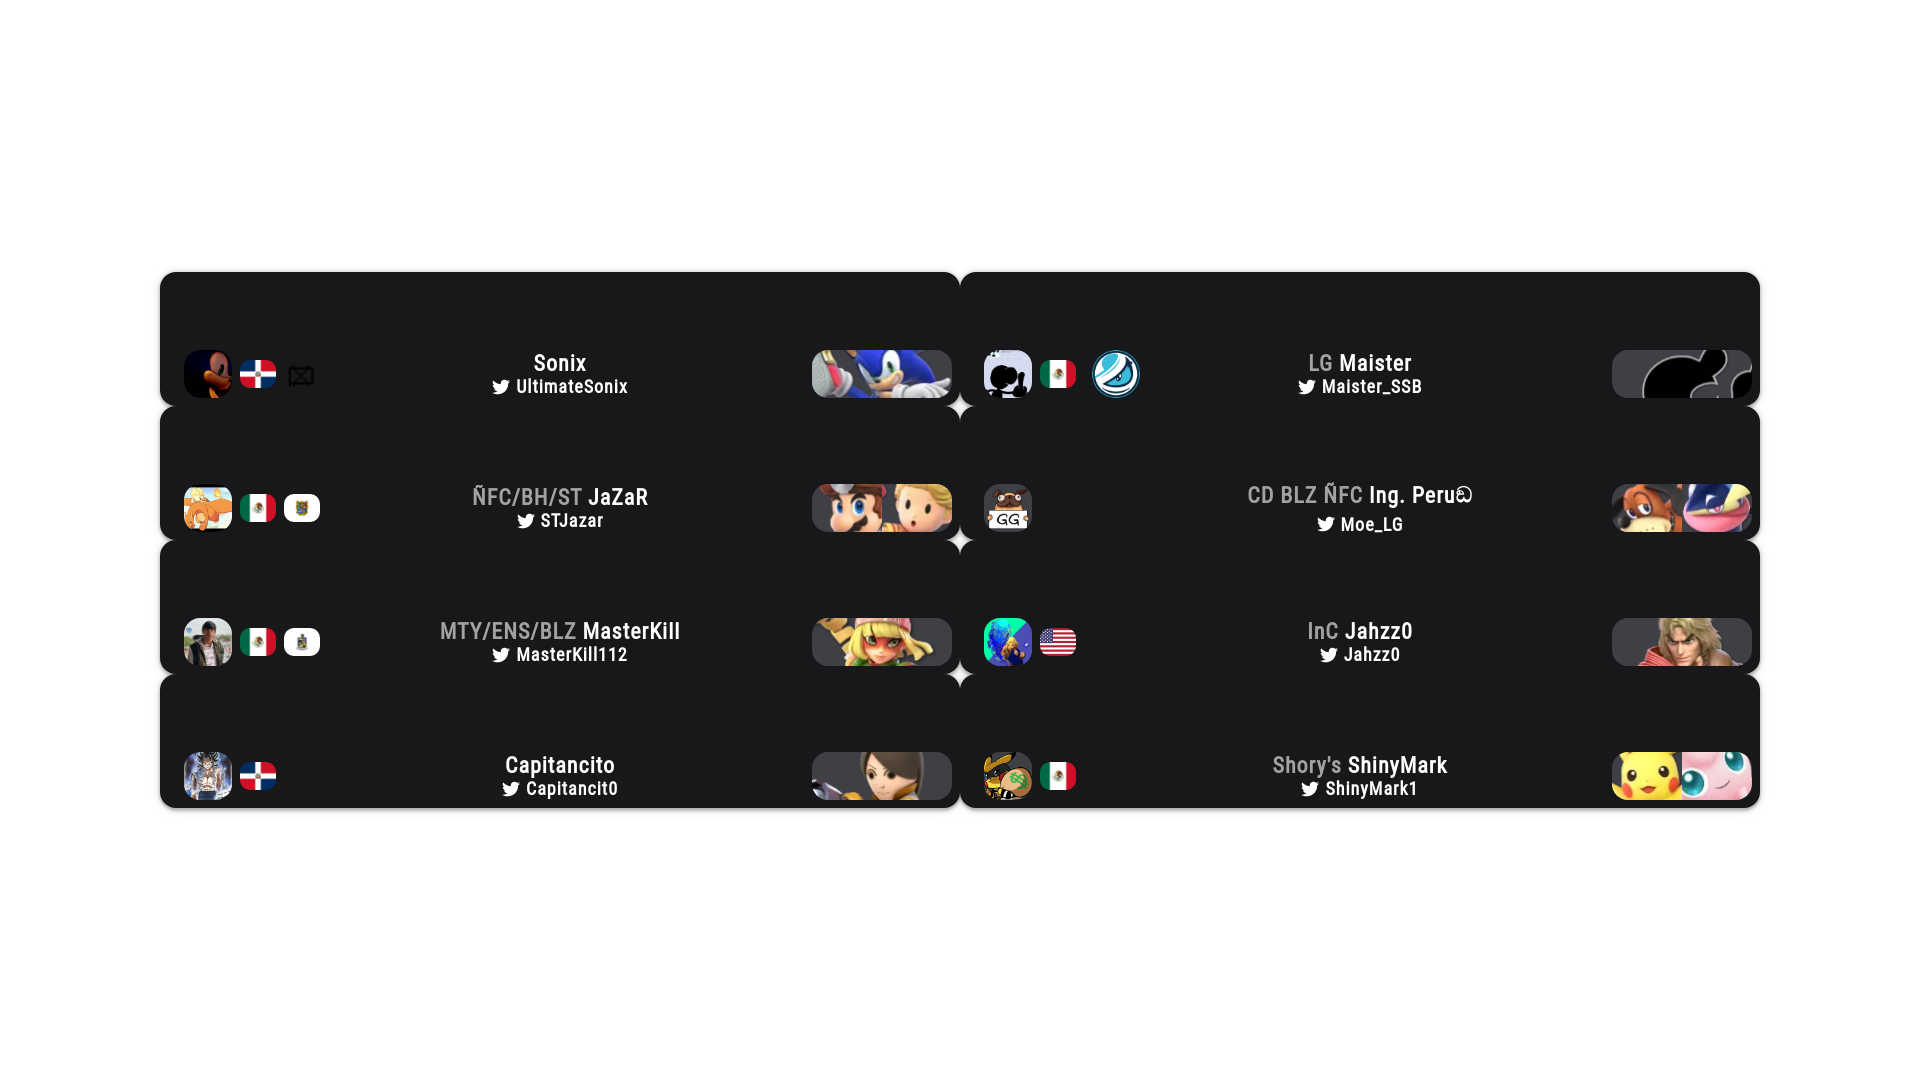 Sonix
UltimateSonix
LG Maister
Maister_SSB
ÑFC/BH/ST JaZaR
STJazar
GG
CD BLZ ÑFC Ing. Peru
Moe_LG
MTY/ENS/BLZ MasterKill
MasterKill112
InC Jahzz0
Jahzz0
Capitancito
Capitancit0
Shory's ShinyMark
ShinyMark1